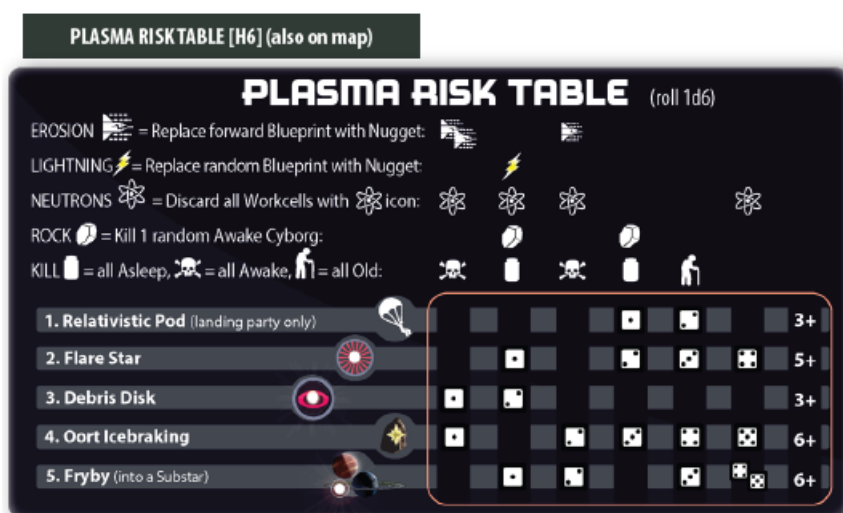 PLASMA RISK TABLE [H6] (also on map)
PLASMA RISK TABLE (roll 1d6)
EROSION = Replace forward Blueprint with Nugget:
LIGHTNING = Replace random Blueprint with Nugget:
NEUTRONS = Discard all Workcells with icon:
ROCK = Kill 1 random Awake Cyborg:
KILL = all Asleep, = all Awake, = all Old:
1. Relativistic Pod (landing party only) 3+
2. Flare Star 5+
3. Debris Disk 3+
4. Oort Icebraking 6+
5. Fryby (into a Substar) 6+